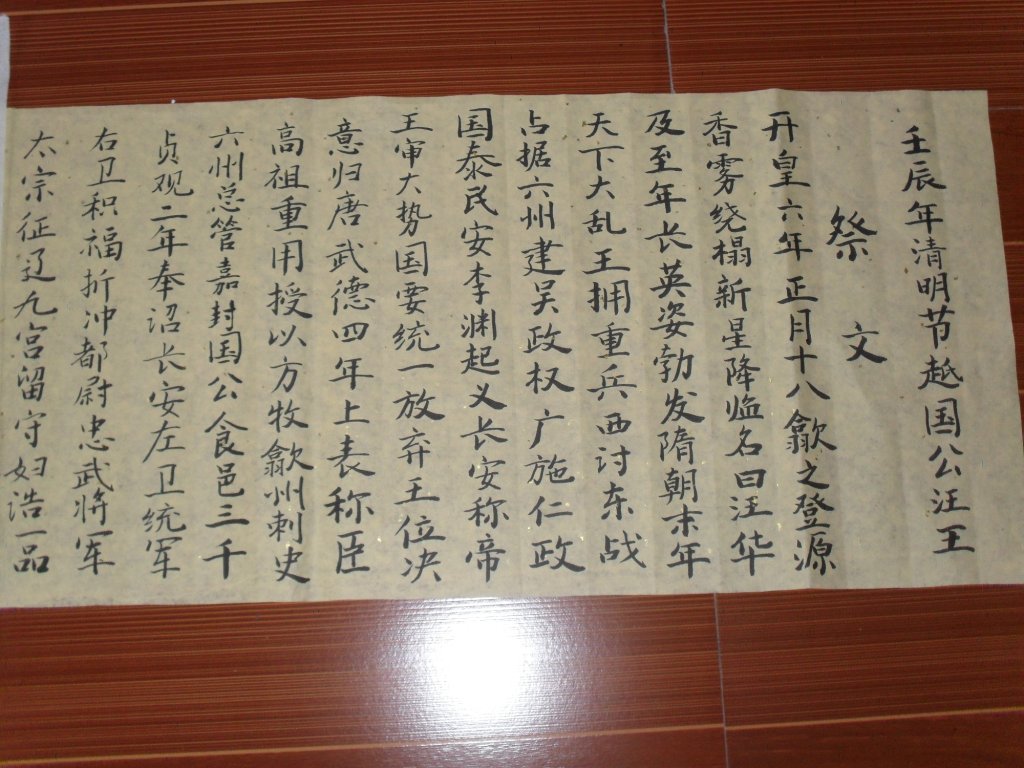 壬辰年清明节越国公汪王
祭文
开皇六年正月十八歙之登源
香雾绕榻新星降临名曰汪华
及至年长英姿勃发隋朝末年
天下大乱王拥重兵西讨东战
占据六州建吴政权广施仁政
国泰民安李渊起义长安称帝
王审大势国要统一放弃王位决
意归唐武德四年上表称臣
高祖重用授以方牧歙州刺史
六州总管嘉封国公食邑三千
贞观二年奉诏长安左卫统军
右卫积福折冲都尉忠武将军
太宗征辽九宫留守妇浩一品